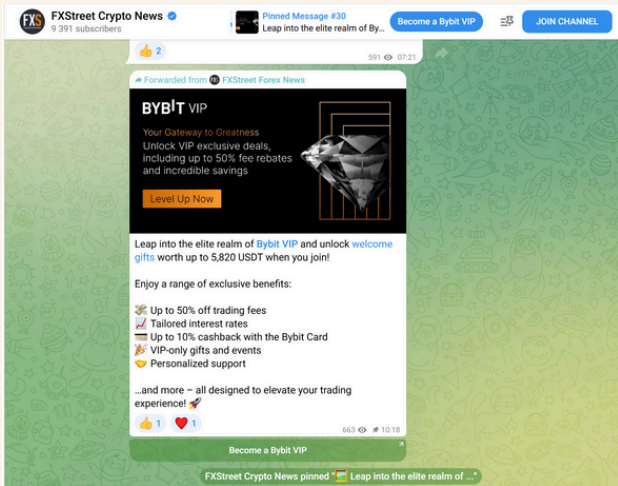 FXS
FXStreet Crypto News
9 391 subscribers
Pinned Message #30
Leap into the elite realm of By...
Become a Bybit VIP
JOIN CHANNEL
👍 2
591 07:21
Forwarded from FXStreet Forex News
BYBIT VIP
Your Gateway to Greatness
Unlock VIP exclusive deals,
including up to 50% fee rebates
and incredible savings
Level Up Now
Leap into the elite realm of Bybit VIP and unlock welcome
gifts worth up to 5,820 USDT when you join!
Enjoy a range of exclusive benefits:
💸 Up to 50% off trading fees
📈 Tailored interest rates
💳 Up to 10% cashback with the Bybit Card
🎉 VIP-only gifts and events
🤝 Personalized support
...and more – all designed to elevate your trading
experience! 🚀
👍 1 ❤️ 1
663 10:18
Become a Bybit VIP
FXStreet Crypto News pinned "🖼 Leap into the elite realm of ..."